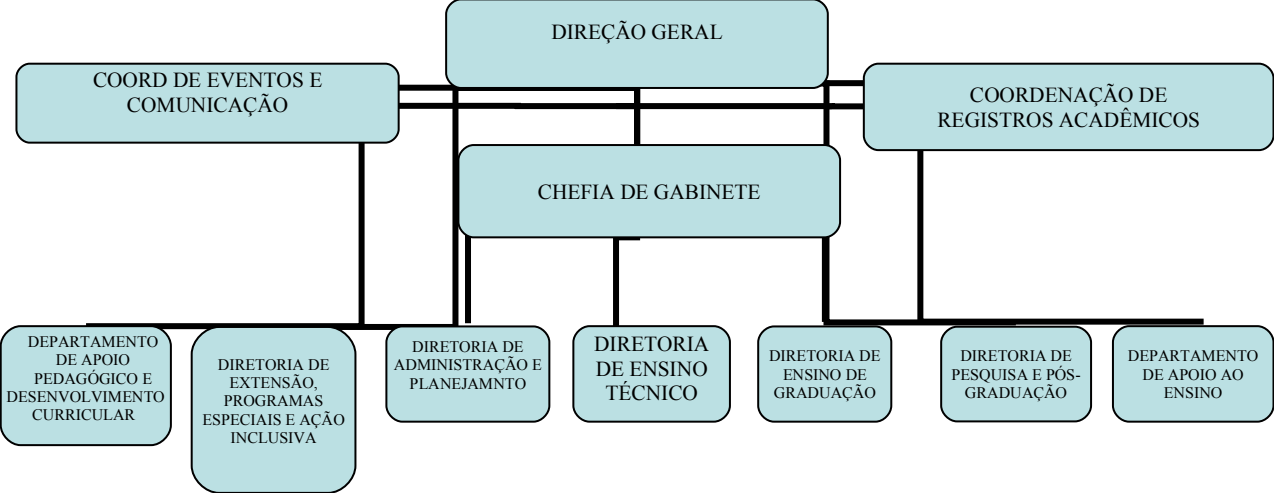 DIREÇÃO GERAL
COORD DE EVENTOS E
COMUNICAÇÃO
COORDENAÇÃO DE
REGISTROS ACADÊMICOS
CHEFIA DE GABINETE
DEPARTAMENTO
DE APOIO
PEDAGÓGICO E
DESENVOLVIMENTO
CURRICULAR
DIRETORIA DE
EXTENSÃO,
PROGRAMAS
ESPECIAIS E AÇÃO
INCLUSIVA
DIRETORIA DE
ADMINISTRAÇÃO E
PLANEJAMNTO
DIRETORIA
DE ENSINO
TÉCNICO
DIRETORIA DE
ENSINO DE
GRADUAÇÃO
DIRETORIA DE
PESQUISA E PÓS-
GRADUAÇÃO
DEPARTAMENTO
DE APOIO AO
ENSINO